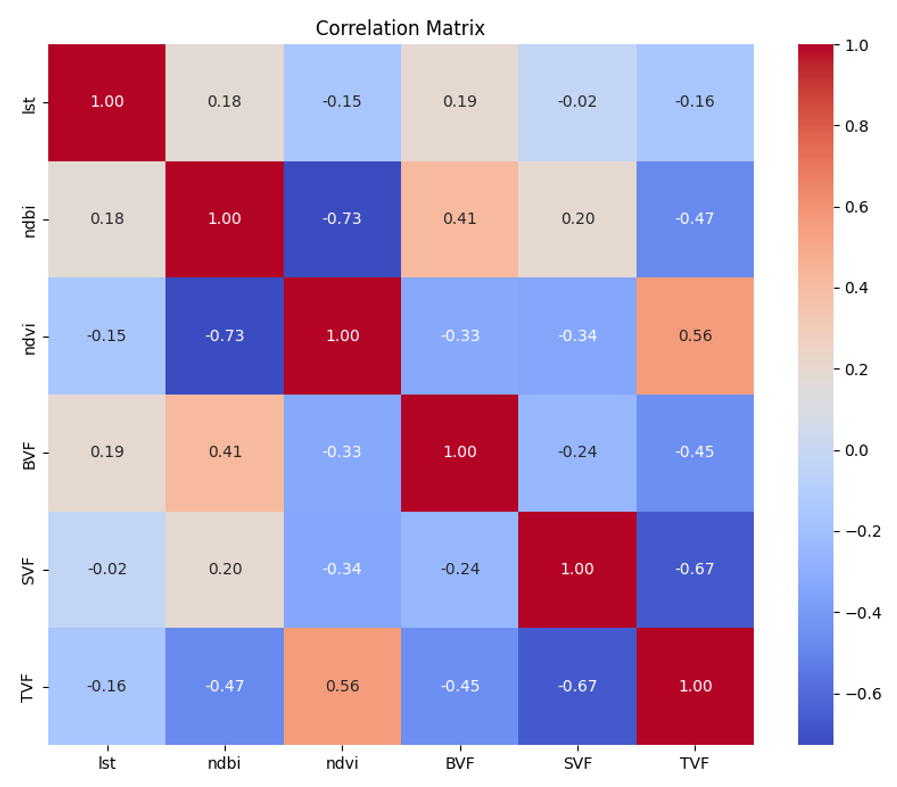 Correlation Matrix
lst 1.00 0.18 -0.15 0.19 -0.02 -0.16
ndbi 0.18 1.00 -0.73 0.41 0.20 -0.47
ndvi -0.15 -0.73 1.00 -0.33 -0.34 0.56
BVF 0.19 0.41 -0.33 1.00 -0.24 -0.45
SVF -0.02 0.20 -0.34 -0.24 1.00 -0.67
TVF -0.16 -0.47 0.56 -0.45 -0.67 1.00
lst ndbi ndvi BVF SVF TVF
1.0
0.8
0.6
0.4
0.2
0.0
−0.2
−0.4
−0.6